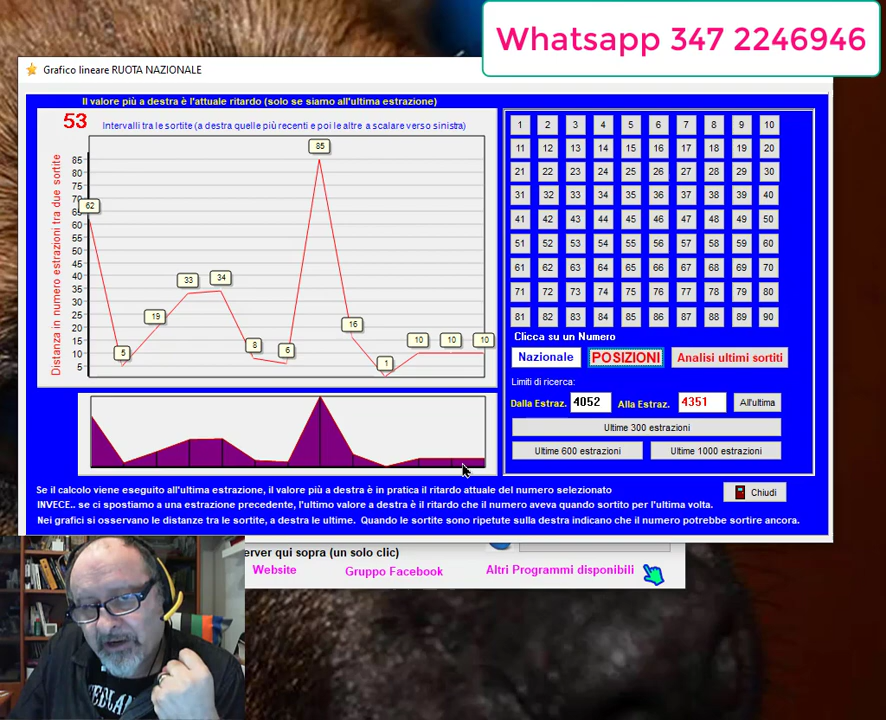 Whatsapp 347 2246946
Grafico lineare RUOTA NAZIONALE
Il valore più a destra è l'attuale ritardo (solo se siamo all'ultima estrazione)
53
Intervalli tra le sortite (a destra quelle più recenti e poi le altre a scalare verso sinistra)
Distanza in numero estrazioni tra due sortite
85
80
75
70
65
60
55
50
45
40
35
30
25
20
15
10
5
62 5 19 33 34 8 6 85 16 1 10 10 10
1 2 3 4 5 6 7 8 9 10
11 12 13 14 15 16 17 18 19 20
21 22 23 24 25 26 27 28 29 30
31 32 33 34 35 36 37 38 39 40
41 42 43 44 45 46 47 48 49 50
51 52 53 54 55 56 57 58 59 60
61 62 63 64 65 66 67 68 69 70
71 72 73 74 75 76 77 78 79 80
81 82 83 84 85 86 87 88 89 90
Clicca su un Numero
Nazionale POSIZIONI Analisi ultimi sortiti
Limiti di ricerca:
Dalla Estraz. 4052 Alla Estraz. 4351 All'ultima
Ultime 300 estrazioni
Ultime 600 estrazioni Ultime 1000 estrazioni
Se il calcolo viene eseguito all'ultima estrazione, il valore più a destra è in pratica il ritardo attuale del numero selezionato
Chiudi
INVECE.. se ci spostiamo a una estrazione precedente, l'ultimo valore a destra è il ritardo che il numero aveva quando sortito per l'ultima volta.
Nei grafici si osservano le distanze tra le sortite, a destra le ultime. Quando le sortite sono ripetute sulla destra indicano che il numero potrebbe sortire ancora.
erver qui sopra (un solo clic)
Website Gruppo Facebook Altri Programmi disponibili